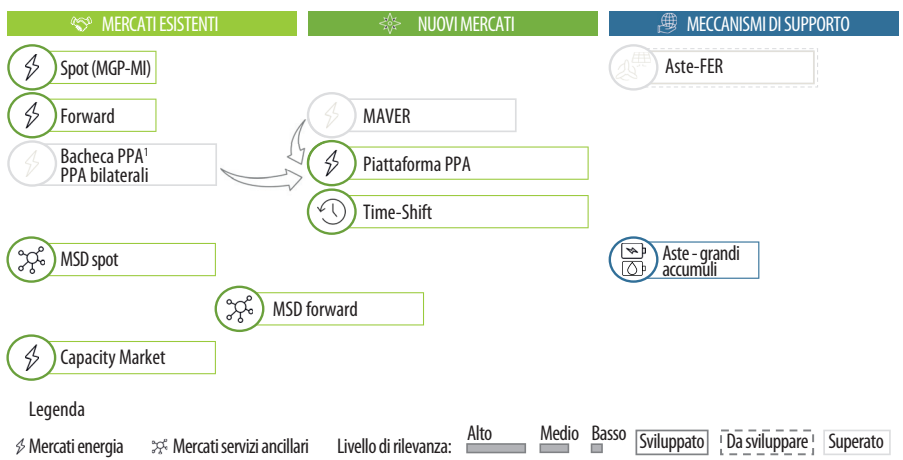 MERCATI ESISTENTI
NUOVI MERCATI
MECCANISMI DI SUPPORTO
Spot (MGP-MI)
Aste-FER
Forward
MAVER
Bacheca PPA¹
PPA bilaterali
Piattaforma PPA
Time-Shift
MSD spot
Aste - grandi
accumuli
MSD forward
Capacity Market
Legenda
Mercati energia
Mercati servizi ancillari
Livello di rilevanza:
Alto
Medio
Basso
Sviluppato
Da sviluppare
Superato